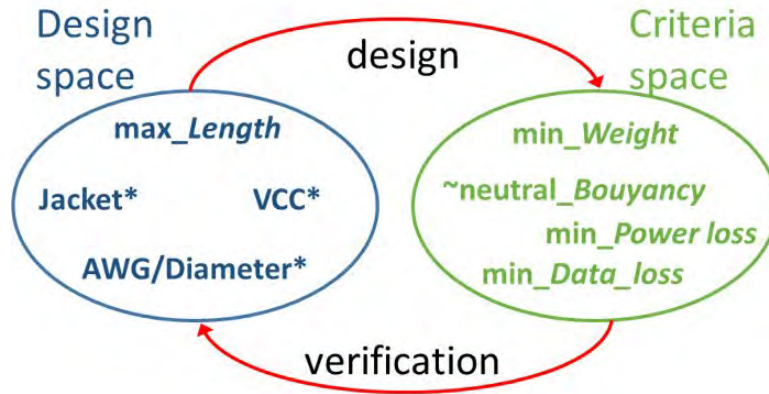 Design
space
design
Criteria
space
max_Length
Jacket*
VCC*
AWG/Diameter*
min_Weight
~neutral_Bouyancy
min_Power loss
min_Data_loss
verification